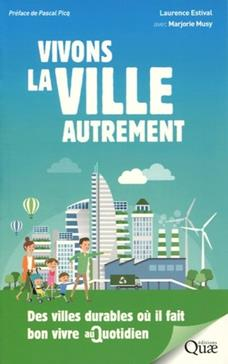 Préface de Pascal Picq
Laurence Estival
avec Marjorie Musy
VIVONS
LA VILLE
AUTREMENT
Des villes durables où il fait
bon vivre au Quotidien
éditions
Quæ